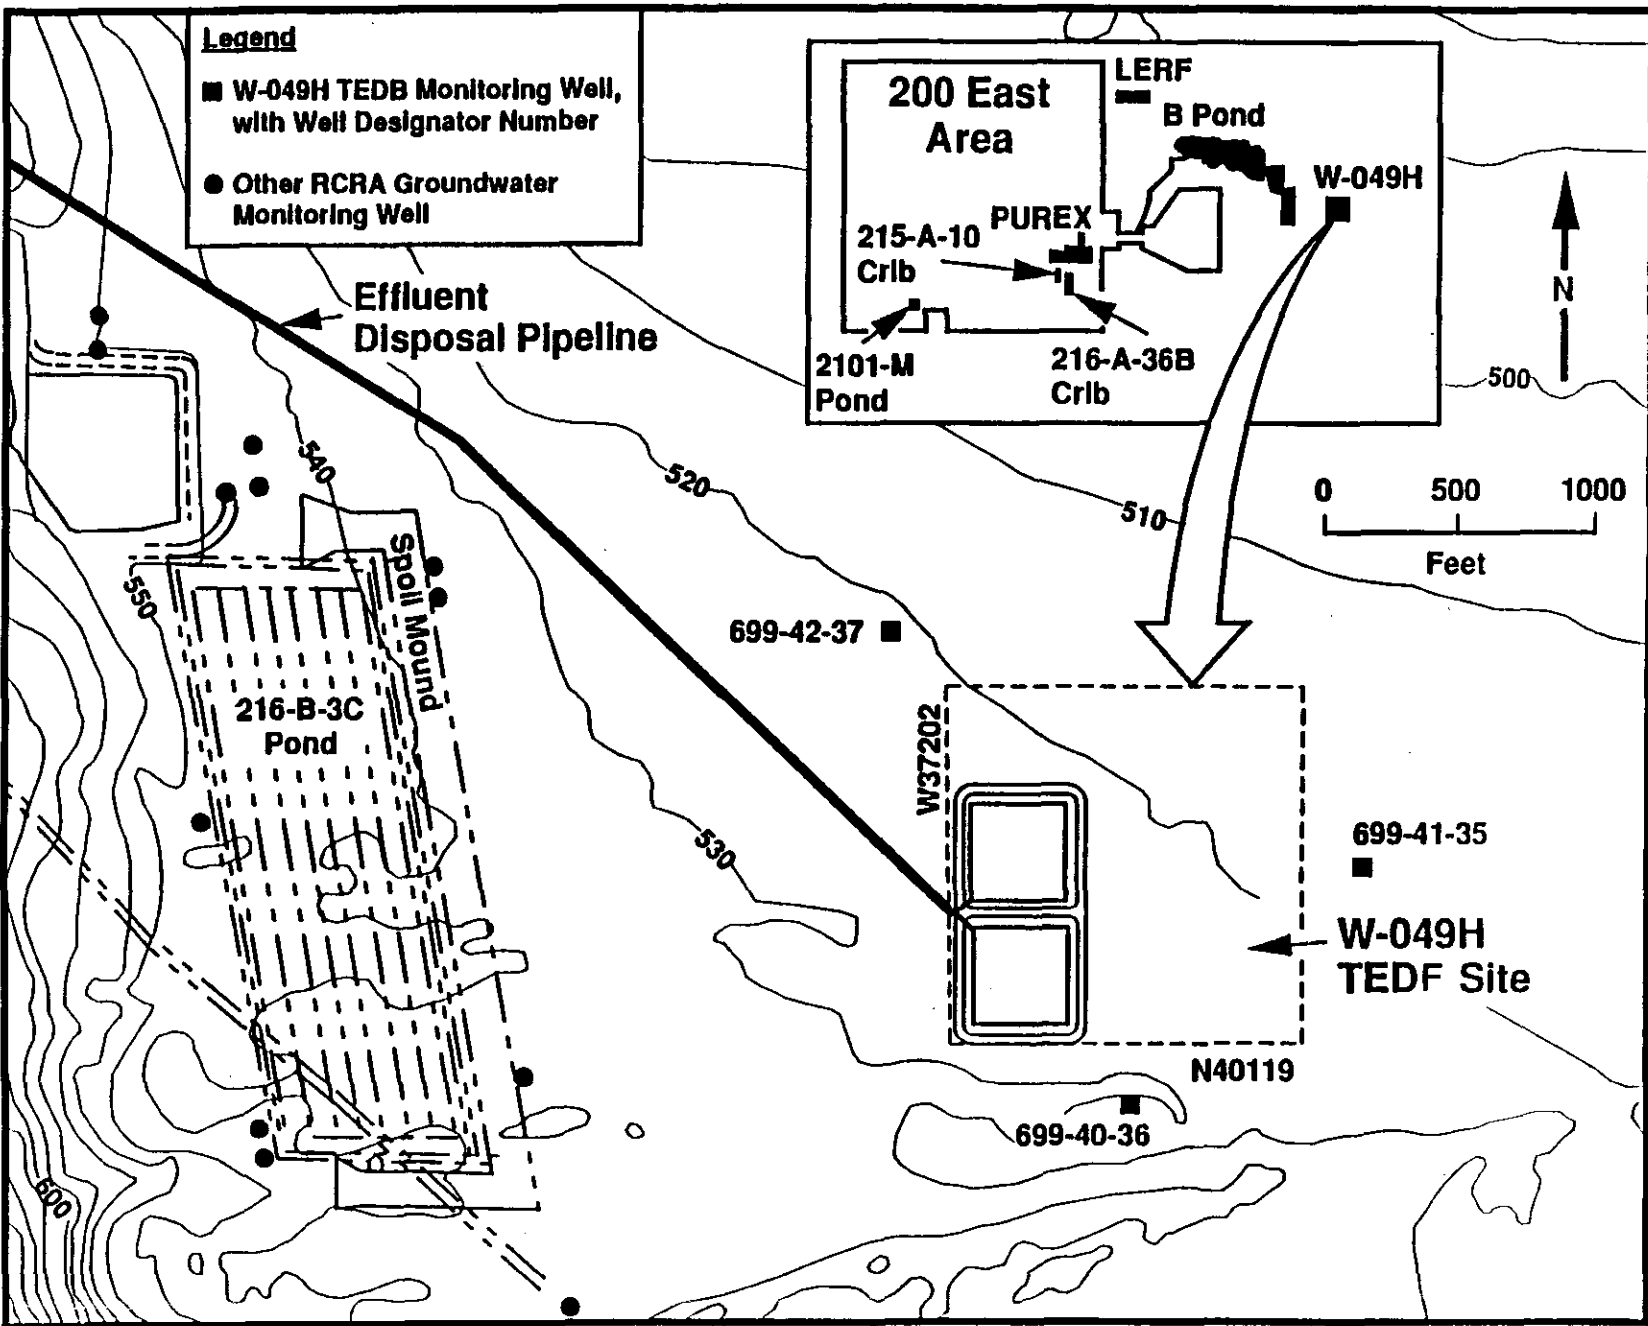 Legend
W-049H TEDB Monitoring Well,
with Well Designator Number
Other RCRA Groundwater
Monitoring Well
200 East
Area
LERF
B Pond
W-049H
PUREX
215-A-10
Crib
2101-M
Pond
216-A-36B
Crib
N
500
0 500 1000
Feet
Effluent
Disposal Pipeline
540
520
510
550
Spoil Mound
699-42-37
216-B-3C
Pond
W37202
530
699-41-35
W-049H
TEDF Site
N40119
699-40-36
600